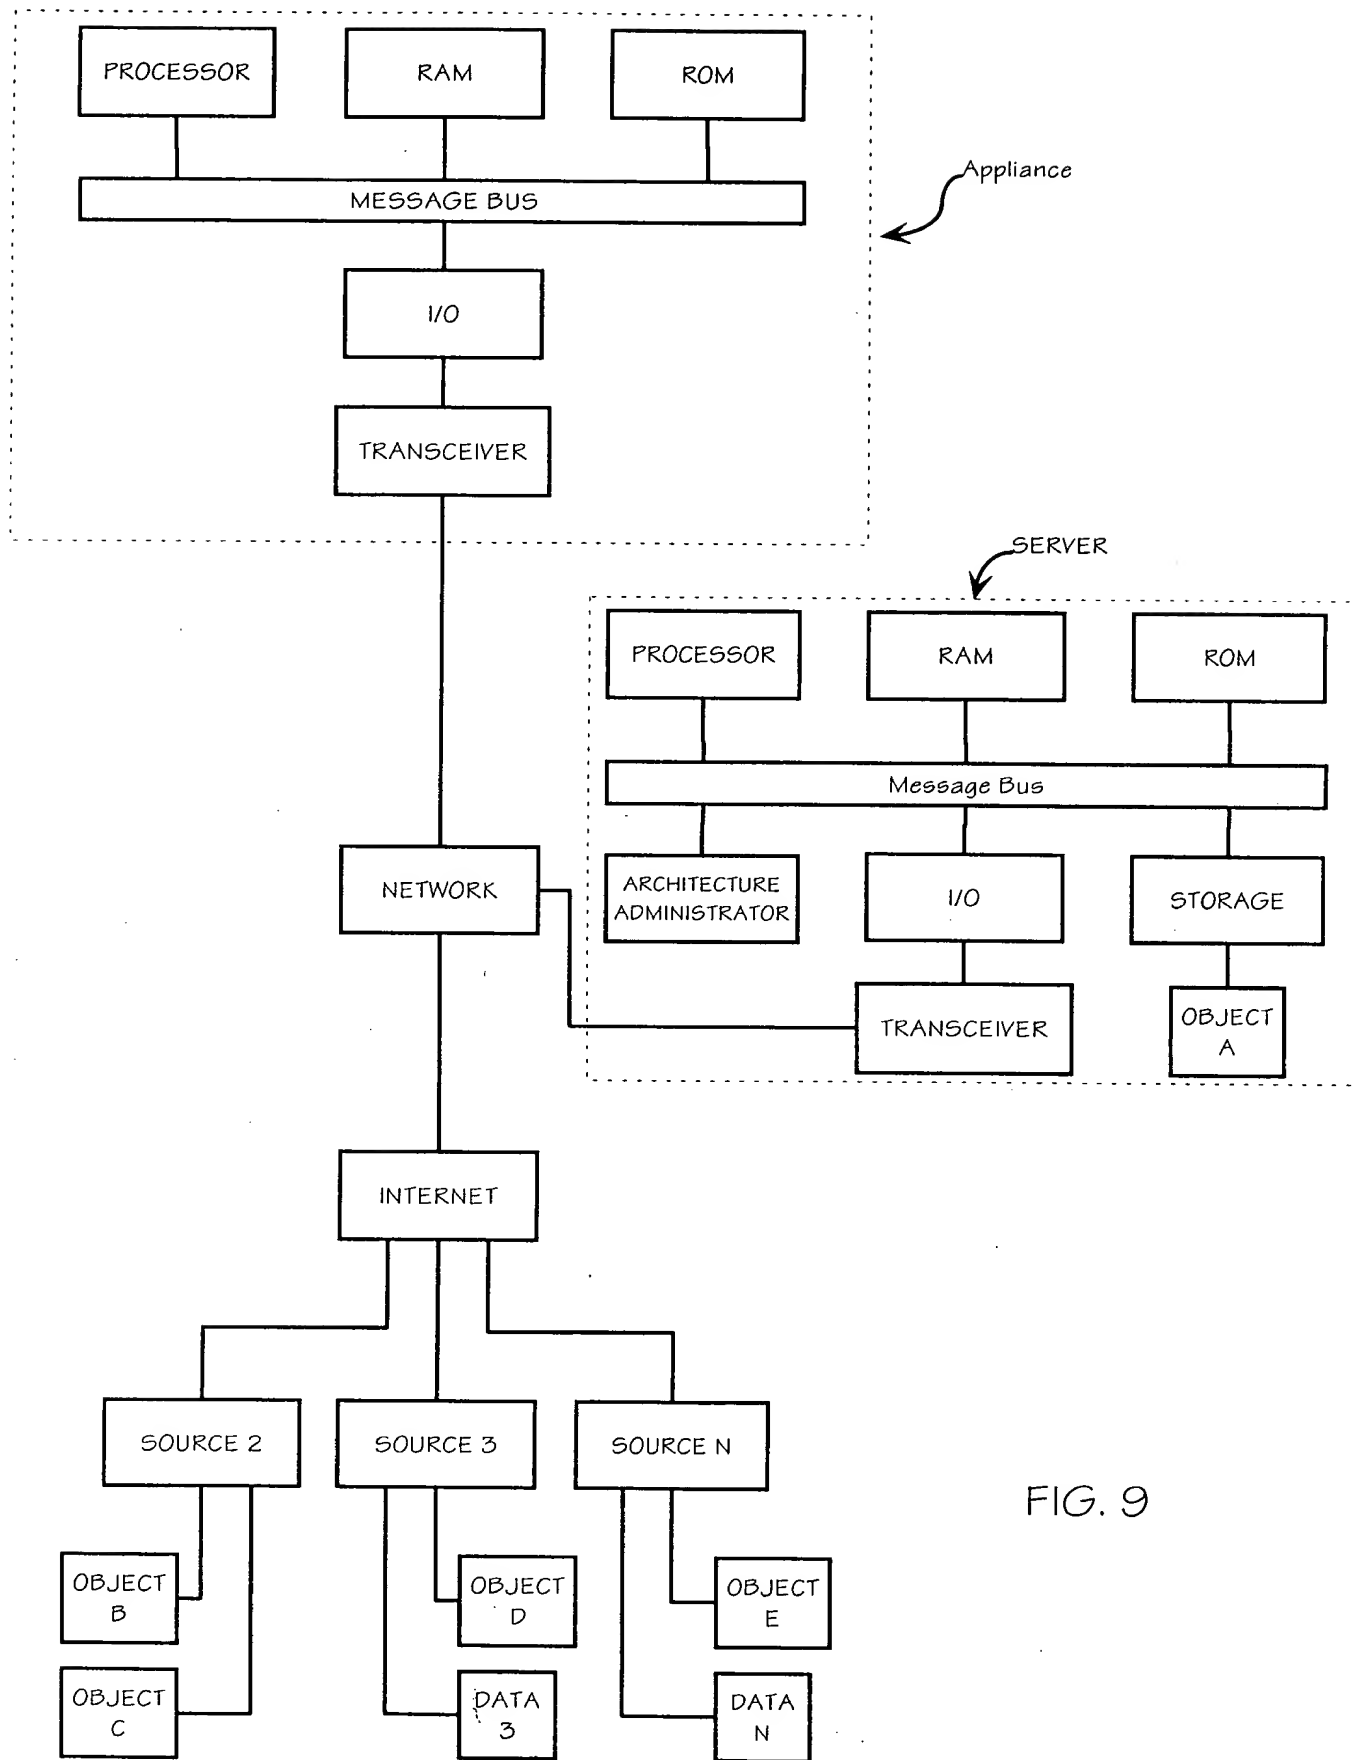 PROCESSOR
RAM
ROM
MESSAGE BUS
Appliance
I/O
TRANSCEIVER
SERVER
PROCESSOR
RAM
ROM
Message Bus
NETWORK
ARCHITECTURE
ADMINISTRATOR
I/O
STORAGE
TRANSCEIVER
OBJECT
A
INTERNET
SOURCE 2
SOURCE 3
SOURCE N
FIG. 9
OBJECT
B
OBJECT
D
OBJECT
E
OBJECT
C
DATA
3
DATA
N